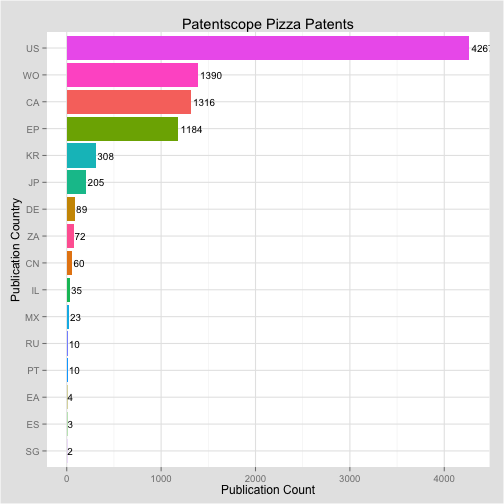 Patentscope Pizza Patents
US 4267
WO 1390
CA 1316
EP 1184
KR 308
JP 205
DE 89
ZA 72
CN 60
IL 35
MX 23
RU 10
PT 10
EA 4
ES 3
SG 2
Publication Country
0 1000 2000 3000 4000
Publication Count